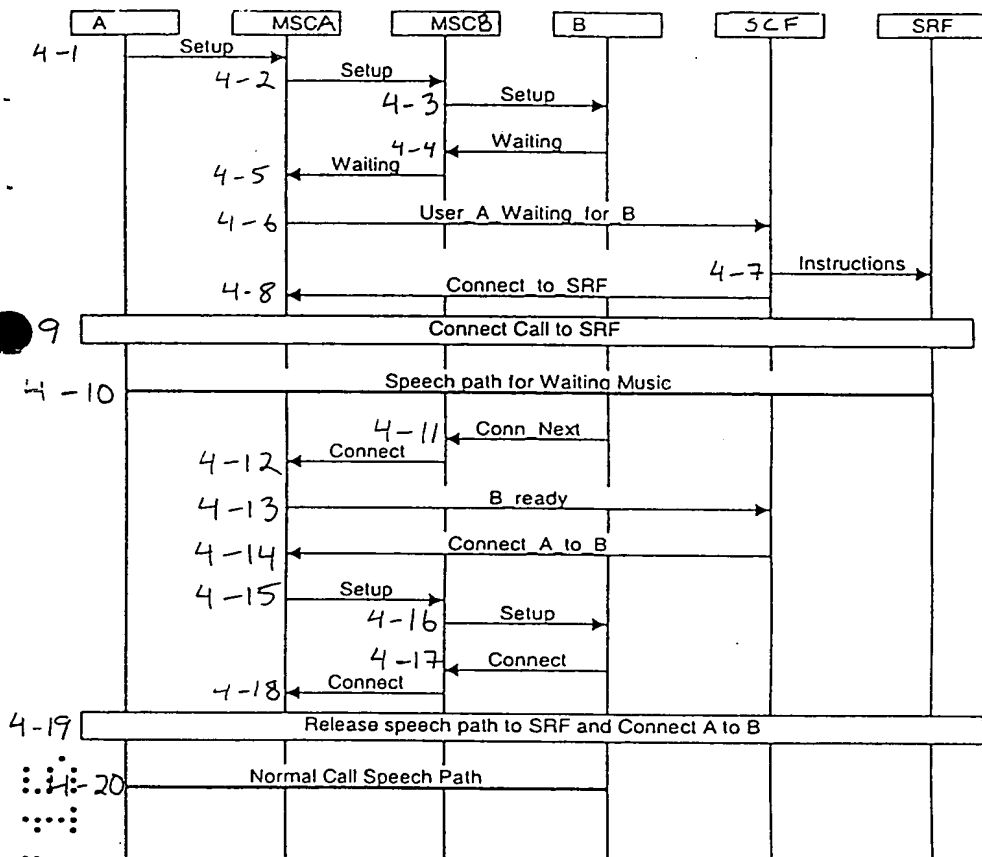 A MSCA MSCB B SCF SRF
4-1 Setup
4-2 Setup
4-3 Setup
4-4 Waiting
4-5 Waiting
4-6 User_A_Waiting_for_B
4-7 Instructions
4-8 Connect_to_SRF
9 Connect Call to SRF
4-10 Speech path for Waiting Music
4-11 Conn_Next
4-12 Connect
4-13 B_ready
4-14 Connect_A_to_B
4-15 Setup
4-16 Setup
4-17 Connect
4-18 Connect
4-19 Release speech path to SRF and Connect A to B
4-20 Normal Call Speech Path